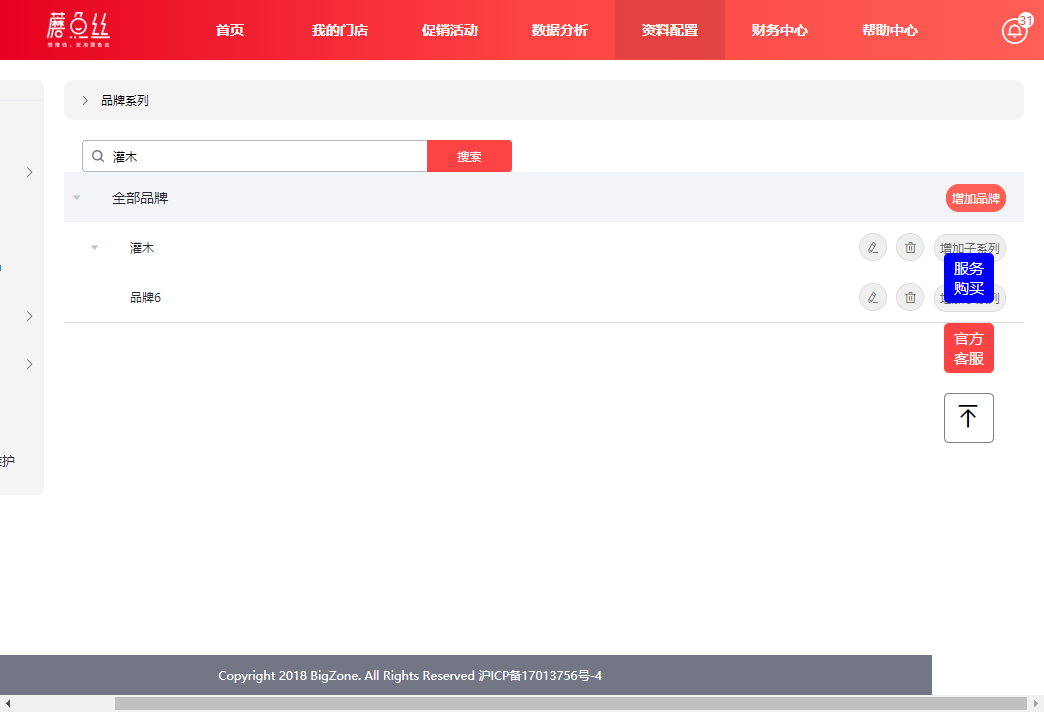 蘑鱼丝
首页
我的门店
促销活动
数据分析
资料配置
财务中心
帮助中心
31
品牌系列
灌木
搜索
全部品牌
增加品牌
灌木
增加子系列
服务
购买
品牌6
官方
客服
护
Copyright 2018 BigZone. All Rights Reserved 沪ICP备17013756号-4